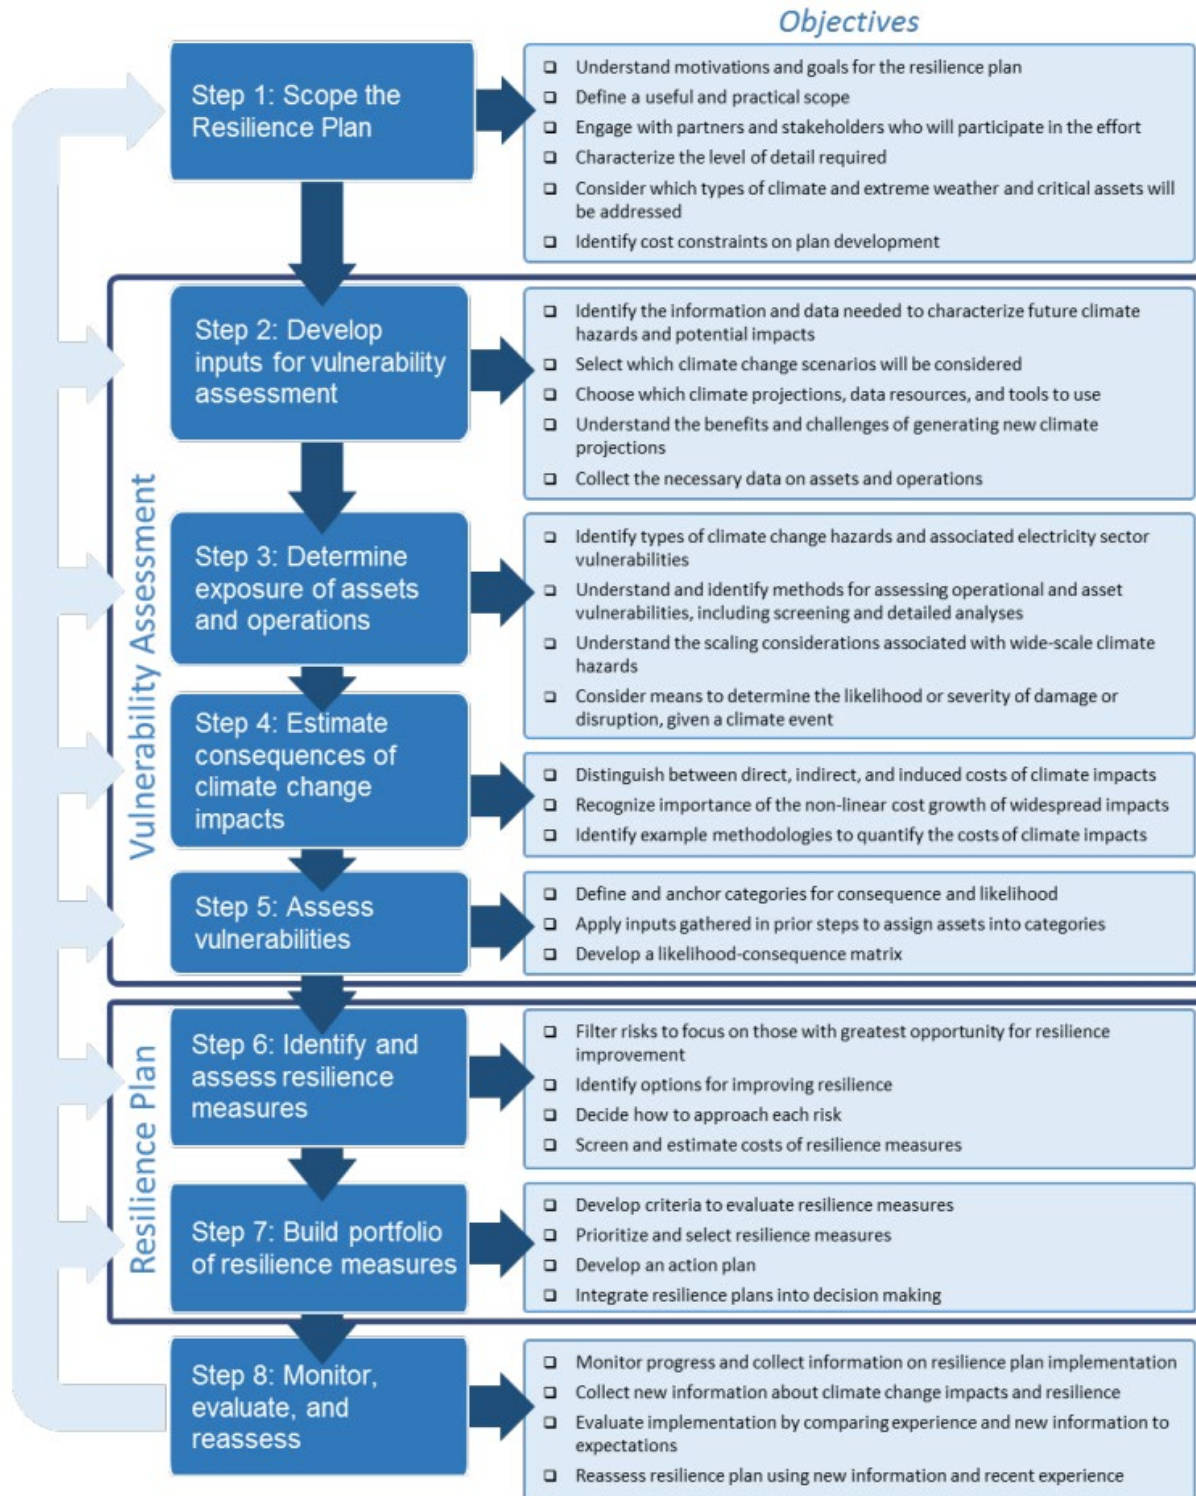 Objectives
Step 1: Scope the
Resilience Plan
Understand motivations and goals for the resilience plan
Define a useful and practical scope
Engage with partners and stakeholders who will participate in the effort
Characterize the level of detail required
Consider which types of climate and extreme weather and critical assets will
be addressed
Identify cost constraints on plan development
Vulnerability Assessment
Step 2: Develop
inputs for vulnerability
assessment
Identify the information and data needed to characterize future climate
hazards and potential impacts
Select which climate change scenarios will be considered
Choose which climate projections, data resources, and tools to use
Understand the benefits and challenges of generating new climate
projections
Collect the necessary data on assets and operations
Step 3: Determine
exposure of assets
and operations
Identify types of climate change hazards and associated electricity sector
vulnerabilities
Understand and identify methods for assessing operational and asset
vulnerabilities, including screening and detailed analyses
Understand the scaling considerations associated with wide-scale climate
hazards
Consider means to determine the likelihood or severity of damage or
disruption, given a climate event
Step 4: Estimate
consequences of
climate change
impacts
Distinguish between direct, indirect, and induced costs of climate impacts
Recognize importance of the non-linear cost growth of widespread impacts
Identify example methodologies to quantify the costs of climate impacts
Step 5: Assess
vulnerabilities
Define and anchor categories for consequence and likelihood
Apply inputs gathered in prior steps to assign assets into categories
Develop a likelihood-consequence matrix
Resilience Plan
Step 6: Identify and
assess resilience
measures
Filter risks to focus on those with greatest opportunity for resilience
improvement
Identify options for improving resilience
Decide how to approach each risk
Screen and estimate costs of resilience measures
Step 7: Build portfolio
of resilience measures
Develop criteria to evaluate resilience measures
Prioritize and select resilience measures
Develop an action plan
Integrate resilience plans into decision making
Step 8: Monitor,
evaluate, and
reassess
Monitor progress and collect information on resilience plan implementation
Collect new information about climate change impacts and resilience
Evaluate implementation by comparing experience and new information to
expectations
Reassess resilience plan using new information and recent experience